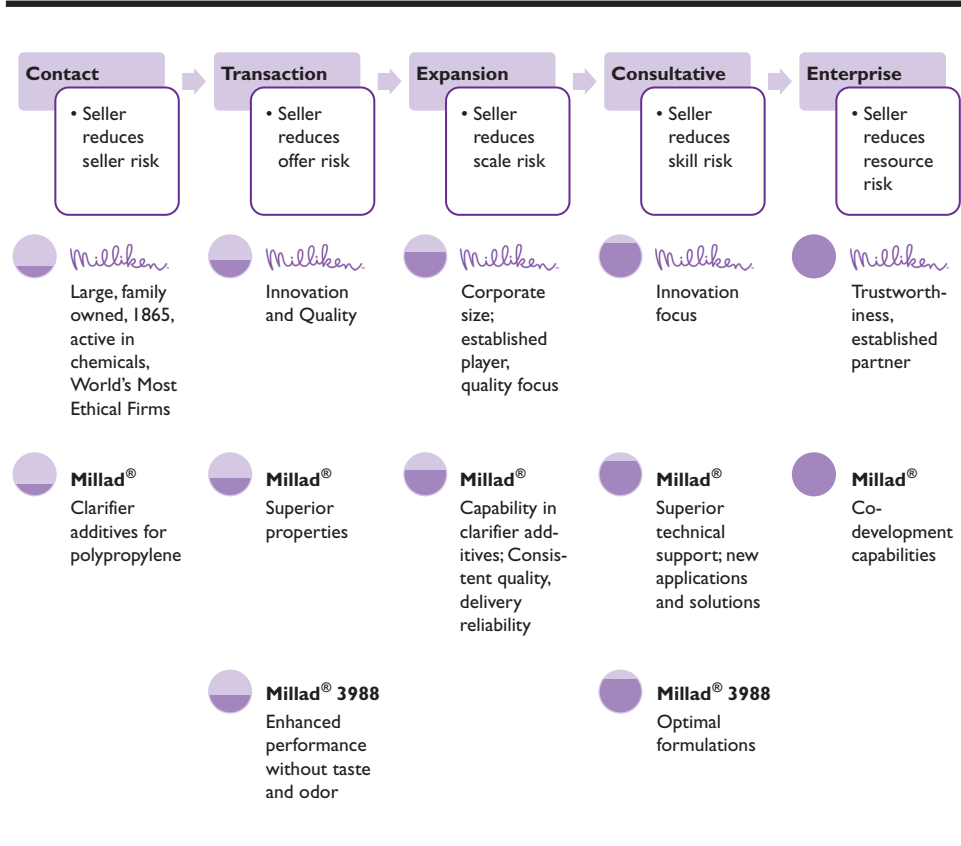 Contact
• Seller
reduces
seller risk
Transaction
• Seller
reduces
offer risk
Expansion
• Seller
reduces
scale risk
Consultative
• Seller
reduces
skill risk
Enterprise
• Seller
reduces
resource
risk
Milliken.
Large, family
owned, 1865,
active in
chemicals,
World’s Most
Ethical Firms
Milliken.
Innovation
and Quality
Milliken.
Corporate
size;
established
player,
quality focus
Milliken.
Innovation
focus
Milliken.
Trustworth-
iness,
established
partner
Millad®
Clarifier
additives for
polypropylene
Millad®
Superior
properties
Millad®
Capability in
clarifier add-
itives; Consis-
tent quality,
delivery
reliability
Millad®
Superior
technical
support; new
applications
and solutions
Millad®
Co-
development
capabilities
Millad® 3988
Enhanced
performance
without taste
and odor
Millad® 3988
Optimal
formulations